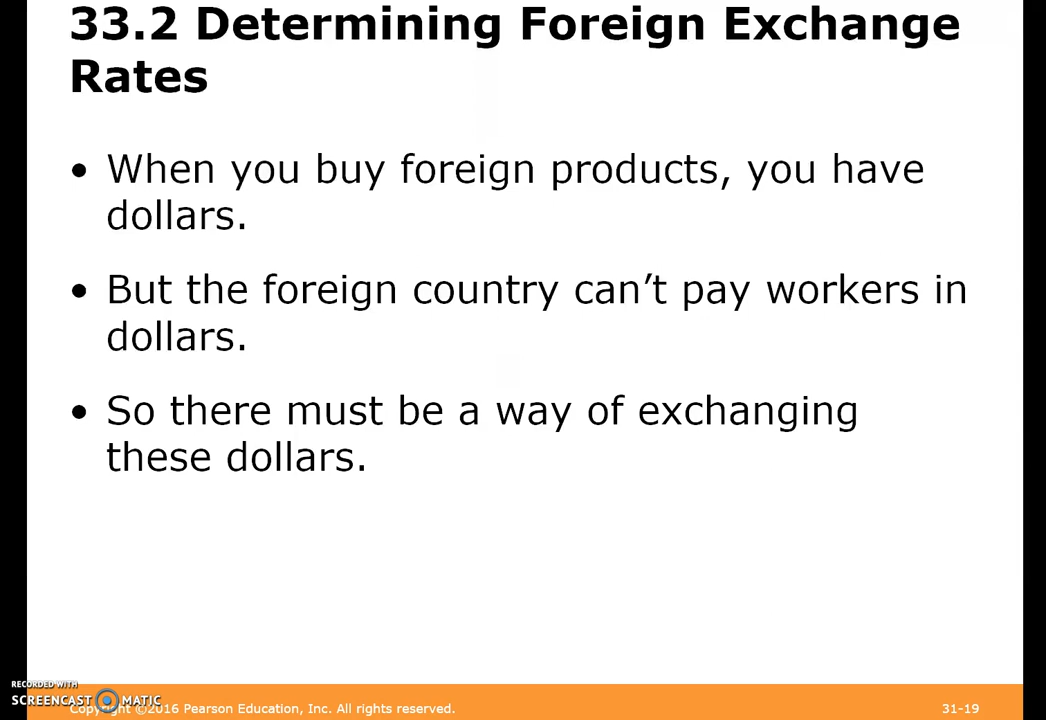 33.2 Determining Foreign Exchange
Rates
• When you buy foreign products, you have
dollars.
• But the foreign country can’t pay workers in
dollars.
• So there must be a way of exchanging
these dollars.
RECORDED WITH
SCREENCAST MATIC
Copyright ©2016 Pearson Education, Inc. All rights reserved.
31-19